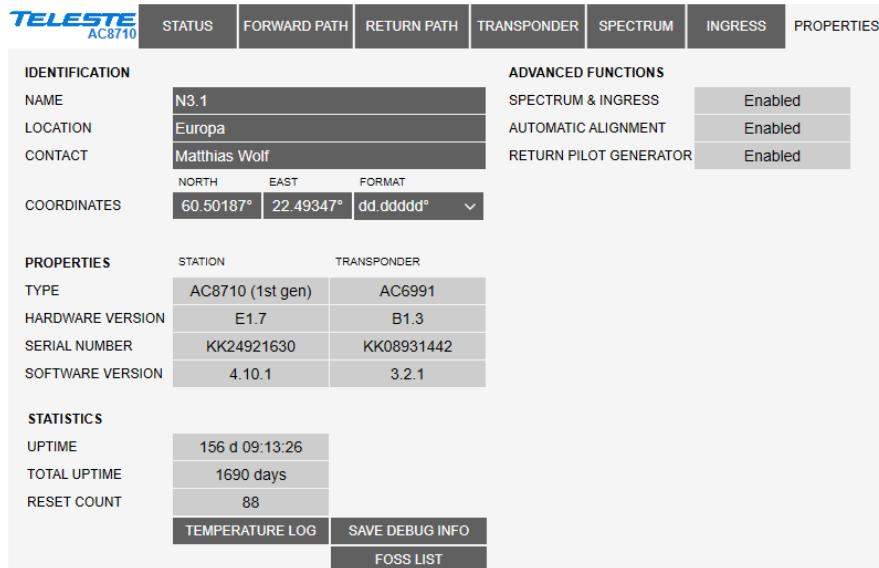 TELESTE
AC8710
STATUS FORWARD PATH RETURN PATH TRANSPONDER SPECTRUM INGRESS PROPERTIES
IDENTIFICATION
NAME N3.1
LOCATION Europa
CONTACT Matthias Wolf
NORTH EAST FORMAT
COORDINATES 60.50187° 22.49347° dd.ddddd°
ADVANCED FUNCTIONS
SPECTRUM & INGRESS Enabled
AUTOMATIC ALIGNMENT Enabled
RETURN PILOT GENERATOR Enabled
PROPERTIES STATION TRANSPONDER
TYPE AC8710 (1st gen) AC6991
HARDWARE VERSION E1.7 B1.3
SERIAL NUMBER KK24921630 KK08931442
SOFTWARE VERSION 4.10.1 3.2.1
STATISTICS
UPTIME 156 d 09:13:26
TOTAL UPTIME 1690 days
RESET COUNT 88
TEMPERATURE LOG SAVE DEBUG INFO
FOSS LIST